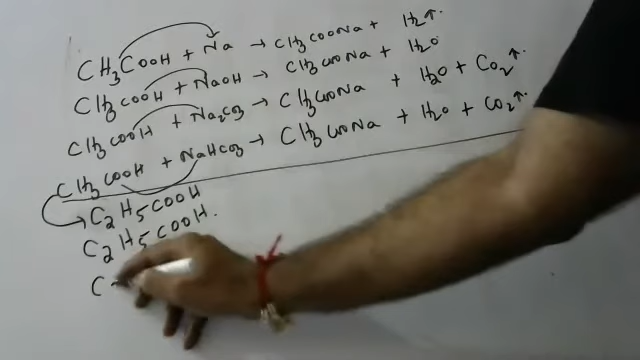 CH3COOH + Na → CH3COONa + H2↑.
CH3COOH + NaOH → CH3COONa + H2O
CH3COOH + Na2CO3 → CH3COONa + H2O + CO2↑.
CH3COOH + NaHCO3 → CH3COONa + H2O + CO2↑.
C2H5COOH
C2H5COOH.
C